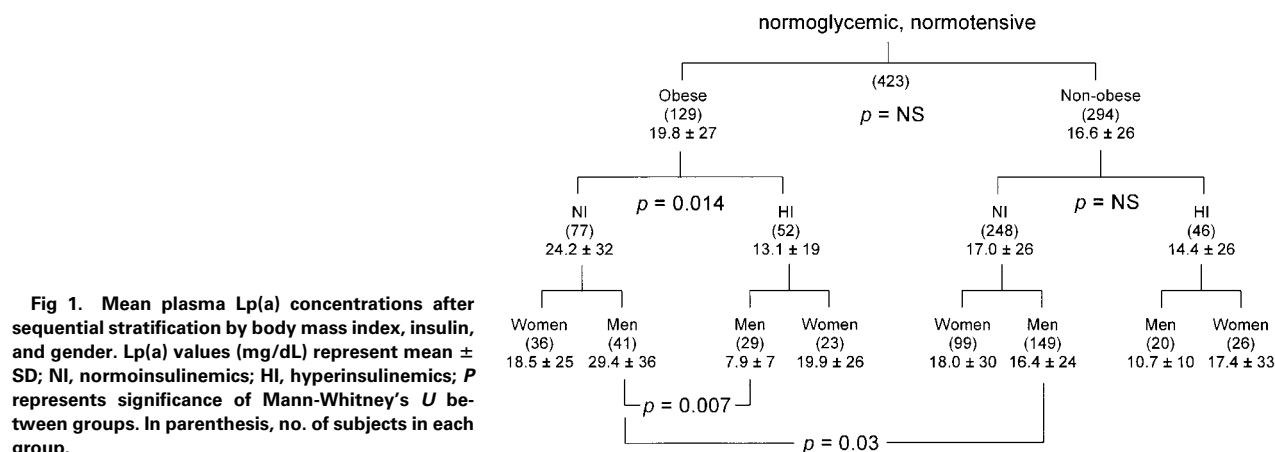 normoglycemic, normotensive
(423)
p = NS
Obese
(129)
19.8 ± 27
Non-obese
(294)
16.6 ± 26
NI
(77)
24.2 ± 32
p = 0.014
HI
(52)
13.1 ± 19
NI
(248)
17.0 ± 26
p = NS
HI
(46)
14.4 ± 26
Women
(36)
18.5 ± 25
Men
(41)
29.4 ± 36
Men
(29)
7.9 ± 7
Women
(23)
19.9 ± 26
Women
(99)
18.0 ± 30
Men
(149)
16.4 ± 24
Men
(20)
10.7 ± 10
Women
(26)
17.4 ± 33
p = 0.007
p = 0.03
Fig 1. Mean plasma Lp(a) concentrations after
sequential stratification by body mass index, insulin,
and gender. Lp(a) values (mg/dL) represent mean ±
SD; NI, normoinsulinemics; HI, hyperinsulinemics; P
represents significance of Mann-Whitney's U be-
tween groups. In parenthesis, no. of subjects in each
group.